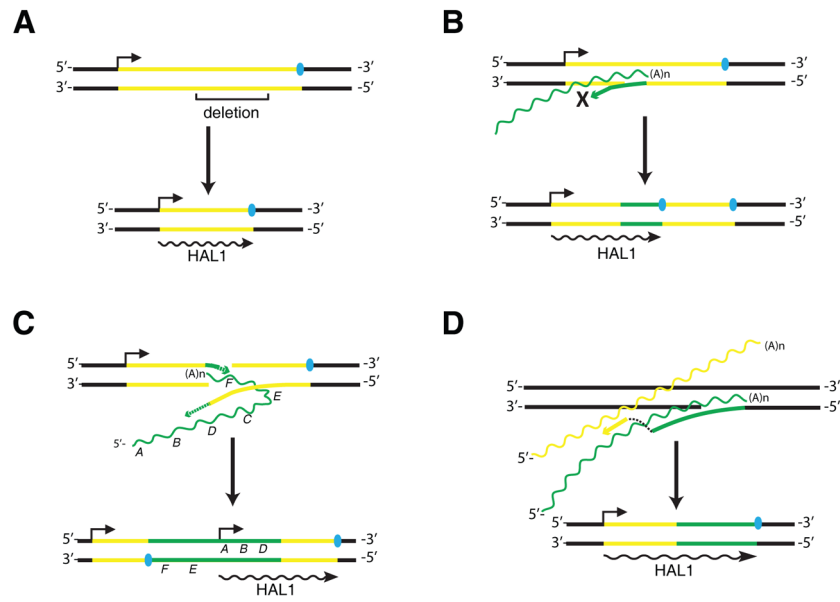 A
5′- -3′
3′- -5′
deletion
5′- -3′
3′- -5′
HAL1
B
5′- -3′
(A)n
3′- -5′
X
5′- -3′
3′- -5′
HAL1
C
5′- -3′
(A)n
F
3′- -5′
E
C
D
B
5′- A
5′- -3′
A B D
3′- -5′
F E
HAL1
D
(A)n
5′- -3′
(A)n
3′- -5′
5′-
5′-
5′- -3′
3′- -5′
HAL1